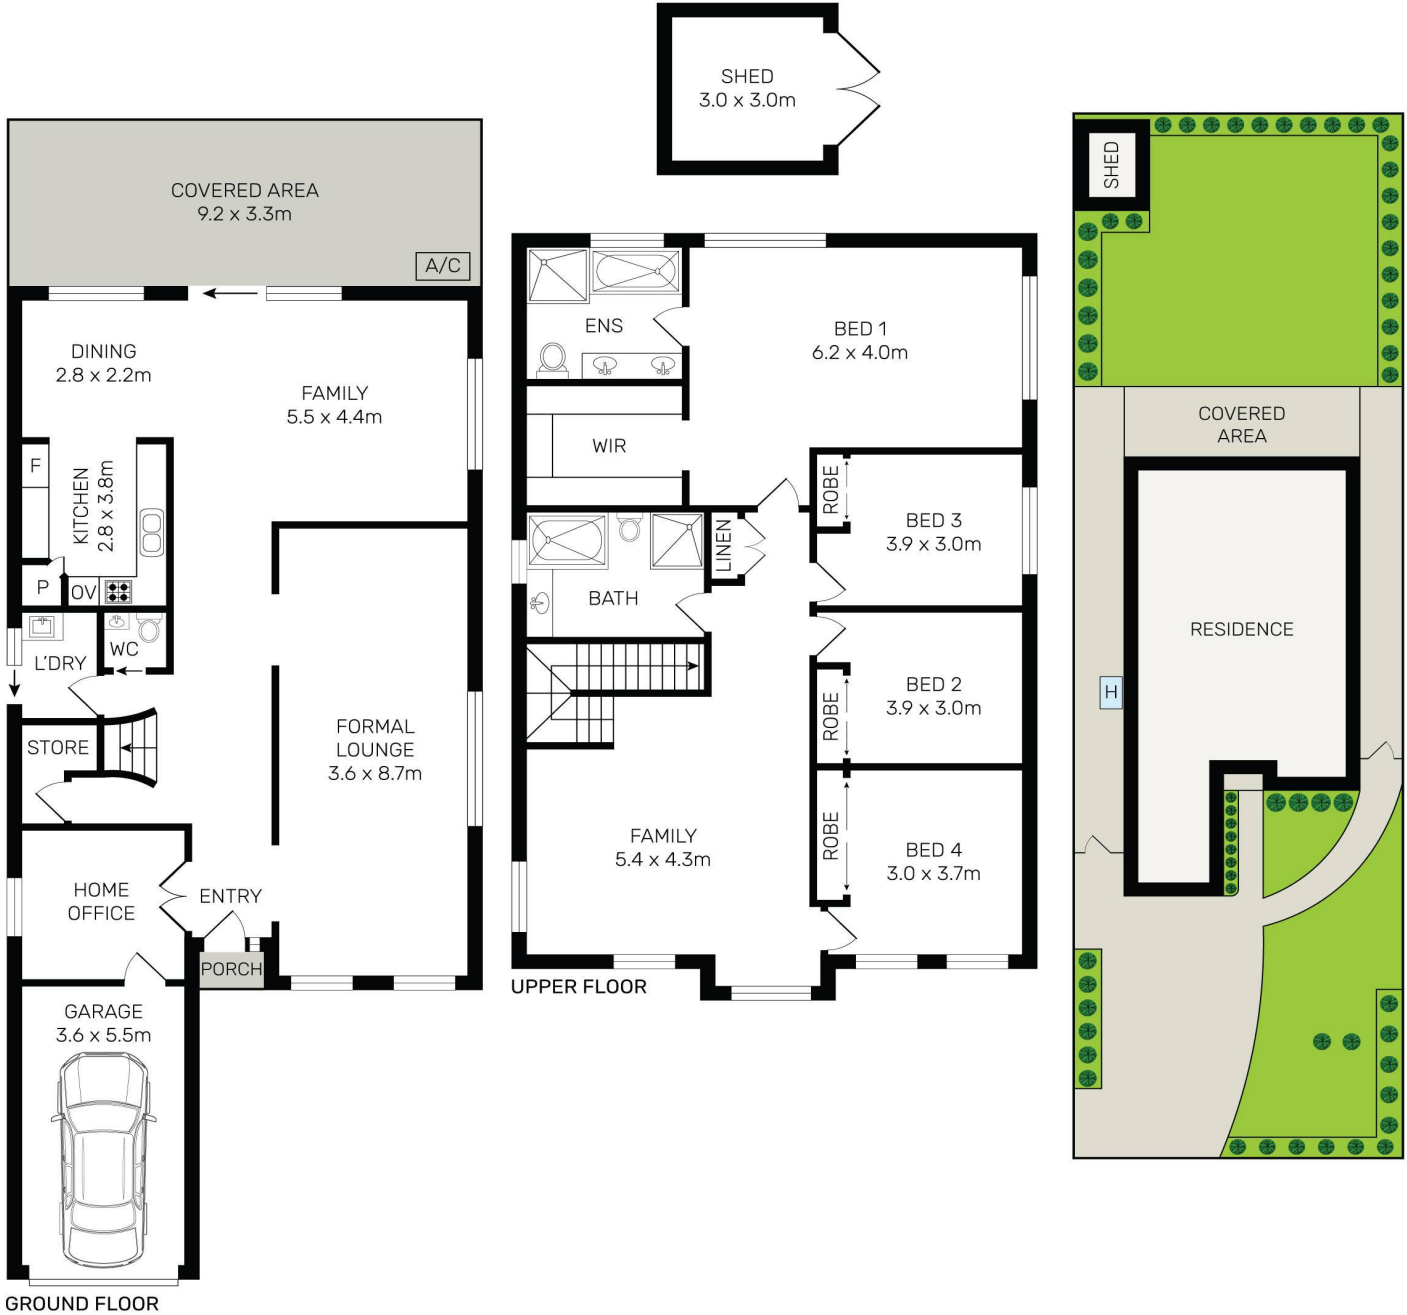 SHED
3.0 x 3.0m
COVERED AREA
9.2 x 3.3m
A/C
DINING
2.8 x 2.2m
FAMILY
5.5 x 4.4m
F
KITCHEN
2.8 x 3.8m
P
OV
WC
L'DRY
STORE
FORMAL
LOUNGE
3.6 x 8.7m
HOME
OFFICE
ENTRY
PORCH
GARAGE
3.6 x 5.5m
GROUND FLOOR
ENS
BED 1
6.2 x 4.0m
WIR
ROBE
BED 3
3.9 x 3.0m
LINEN
BATH
BED 2
3.9 x 3.0m
ROBE
FAMILY
5.4 x 4.3m
ROBE
BED 4
3.0 x 3.7m
UPPER FLOOR
SHED
COVERED
AREA
RESIDENCE
H